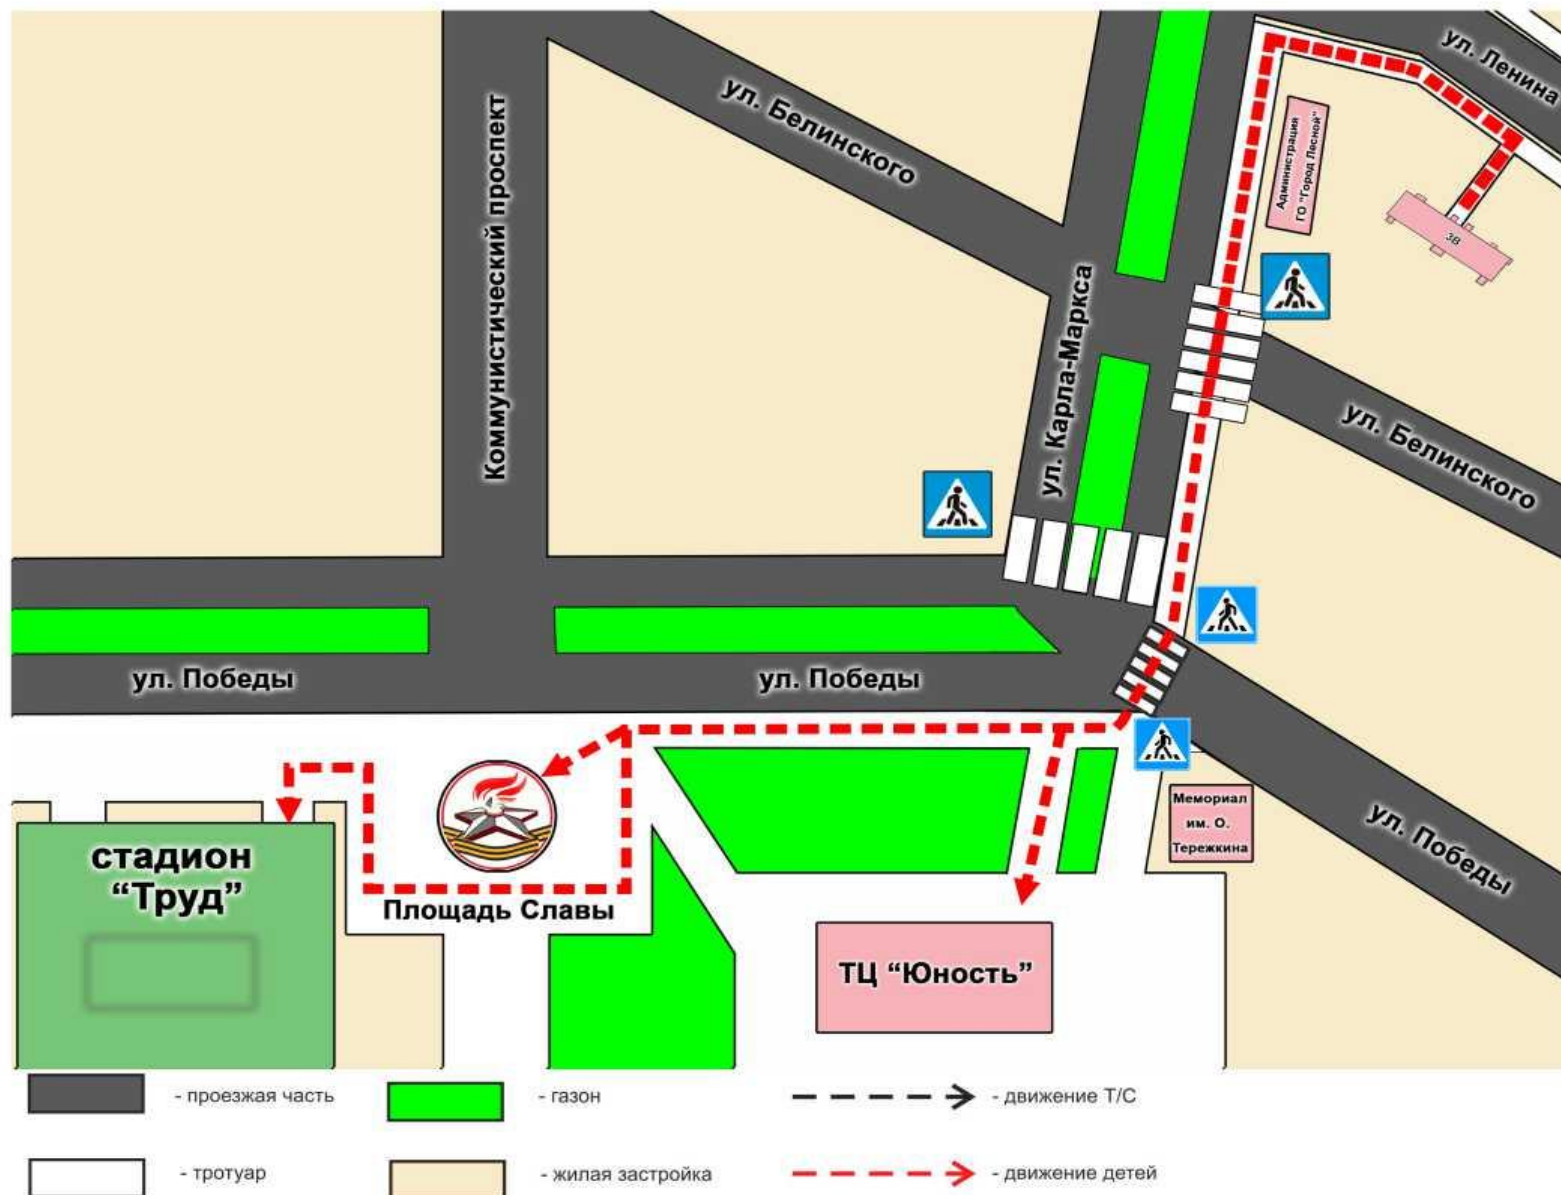 ул. Ленина
ул. Белинского
Коммунистический проспект
Администрация
ГО "Город Лесной"
3В
ул. Карла-Маркса
ул. Белинского
ул. Победы
ул. Победы
Мемориал
им. О.
Тережкина
ул. Победы
стадион
“Труд”
Площадь Славы
ТЦ “Юность”
- проезжая часть
- газон
- движение Т/С
- тротуар
- жилая застройка
- движение детей